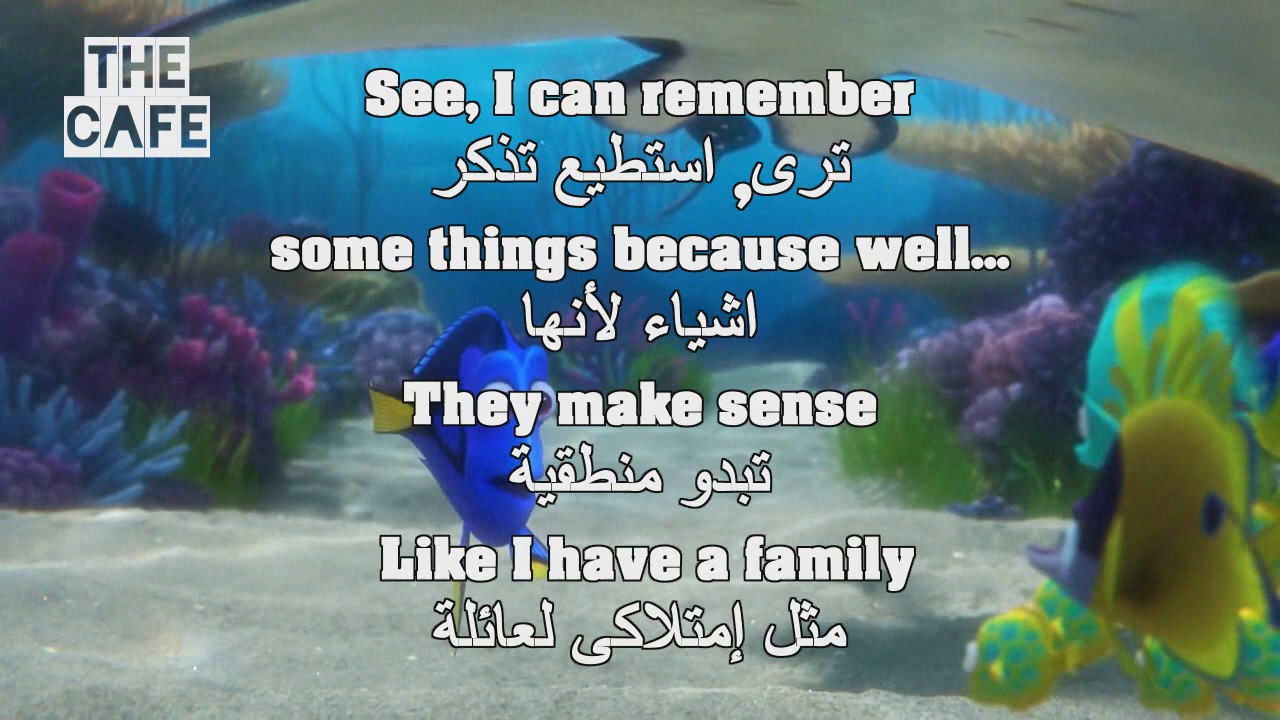 THE
CAFE
See, I can remember
ترى, استطيع تذكر
some things because well...
اشياء لأنها
They make sense
تبدو منطقية
Like I have a family
مثل إمتلاكى لعائلة